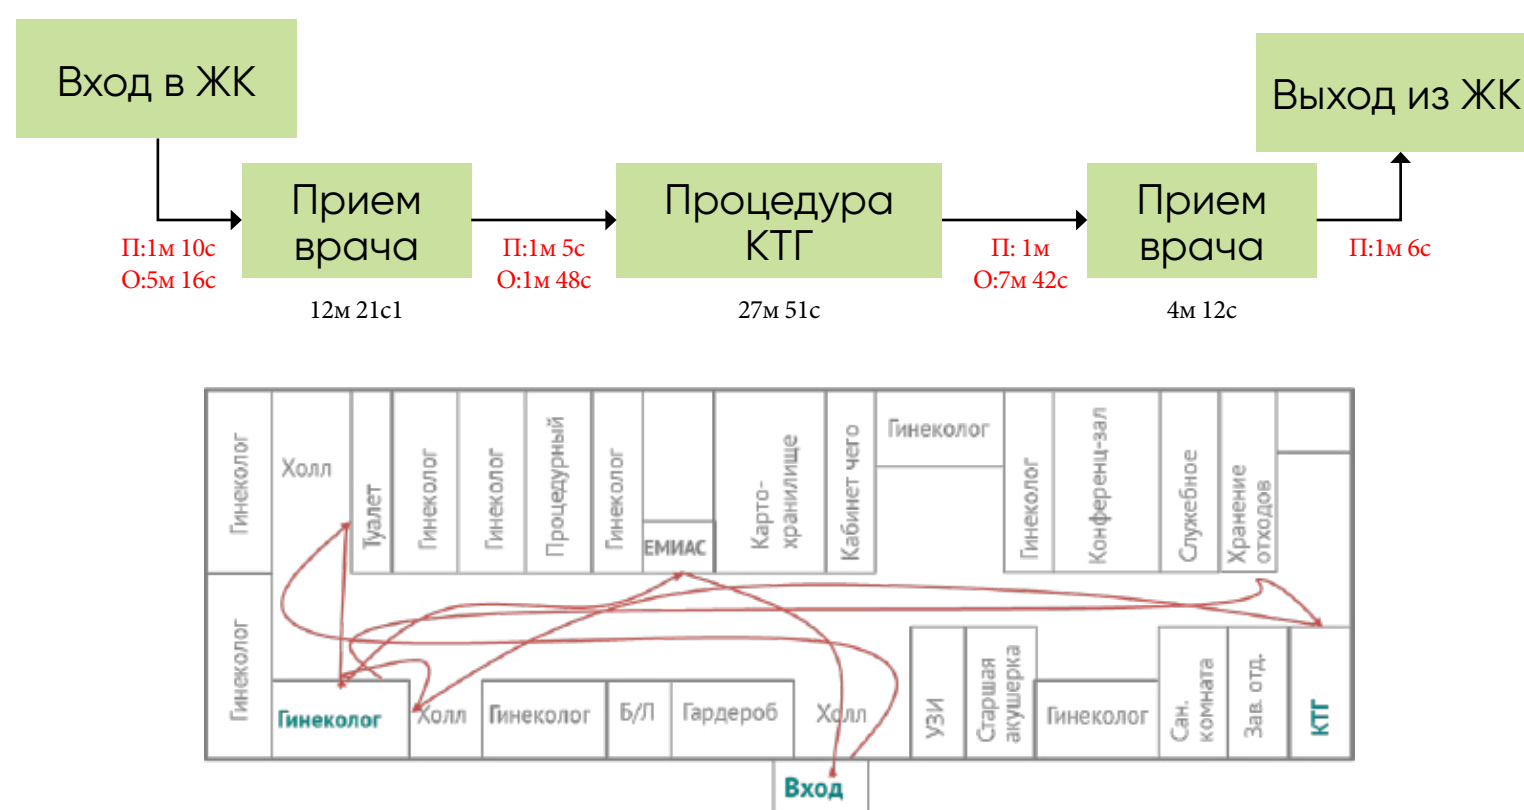 Вход в ЖК
Выход из ЖК
Прием
врача
Процедура
КТГ
Прием
врача
П:1м 10с
О:5м 16с
П:1м 5с
О:1м 48с
П: 1м
О:7м 42с
П:1м 6с
12м 21с1
27м 51с
4м 12с
Гинеколог
Холл
Туалет
Гинеколог
Гинеколог
Процедурный
Гинеколог
ЕМИАС
Карто-
хранилище
Кабинет чего
Гинеколог
Гинеколог
Конференц-зал
Служебное
Хранение
отходов
Гинеколог
Гинеколог
Холл
Гинеколог
Б/Л
Гардероб
Холл
УЗИ
Старшая
акушерка
Гинеколог
Сан.
комната
Зав. отд.
КТГ
Вход